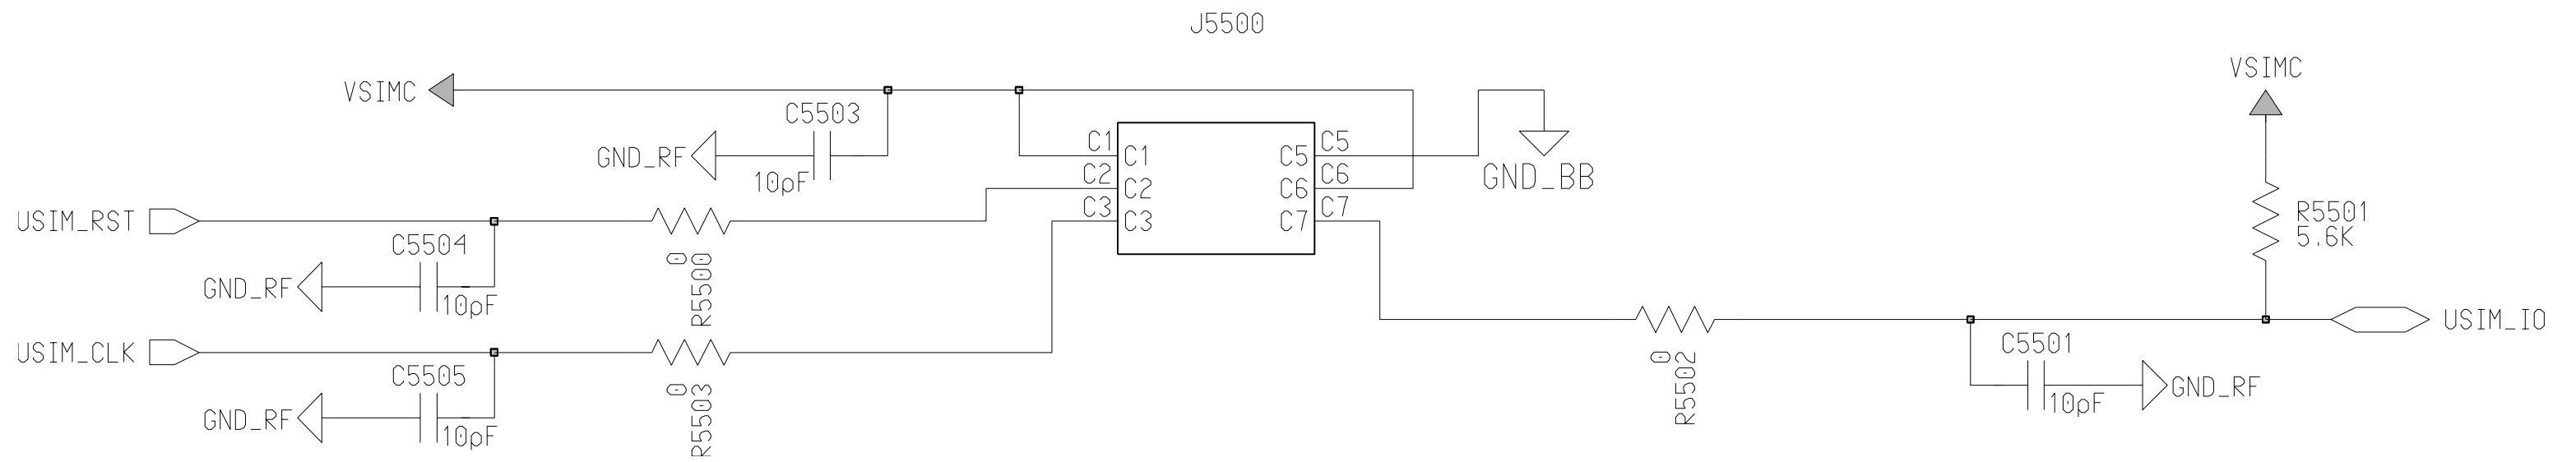 J5500
VSIMC
VSIMC
C5503
GND_RF
10pF
C1
C1
C2
C2
C3
C3
C5
C5
C6
C6
C7
C7
GND_BB
USIM_RST
C5504
GND_RF
10pF
0
R5500
R5501
5.6K
USIM_CLK
C5505
GND_RF
10pF
0
R5503
0
R5502
USIM_IO
C5501
GND_RF
10pF